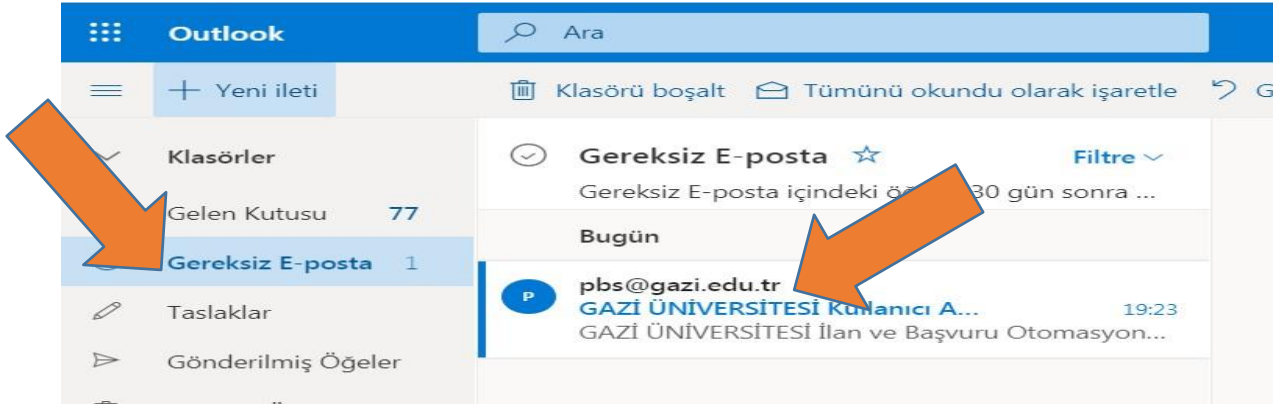 Outlook
Ara
Yeni ileti
Klasörü boşalt
Tümünü okundu olarak işaretle
G
Klasörler
Gelen Kutusu 77
Gereksiz E-posta 1
Taslaklar
Gönderilmiş Öğeler
Gereksiz E-posta
Filtre
Gereksiz E-posta içindeki 30 gün sonra ...
Bugün
P
pbs@gazi.edu.tr
GAZİ ÜNİVERSİTESİ Kullanıcı A...
19:23
GAZİ ÜNİVERSİTESİ İlan ve Başvuru Otomasyon...